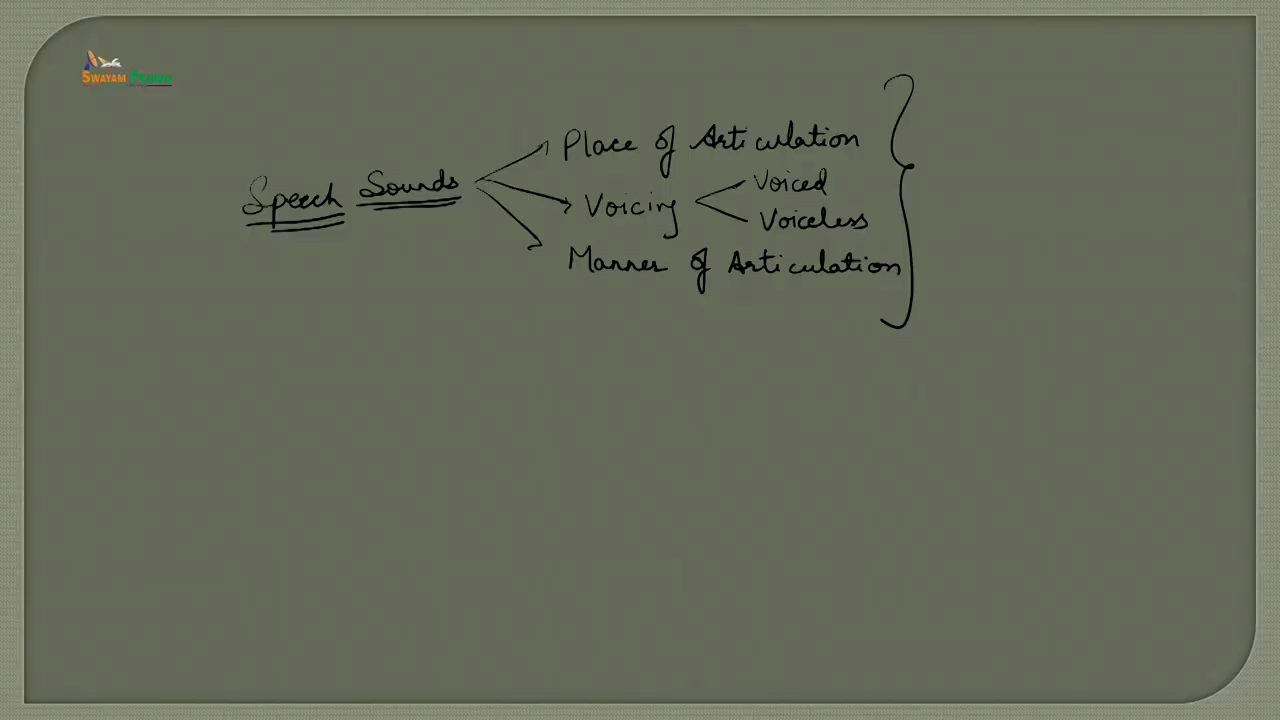 SWAYAM PRABHA
Speech Sounds
Place of Articulation
Voicing
Voiced
Voiceless
Manner of Articulation